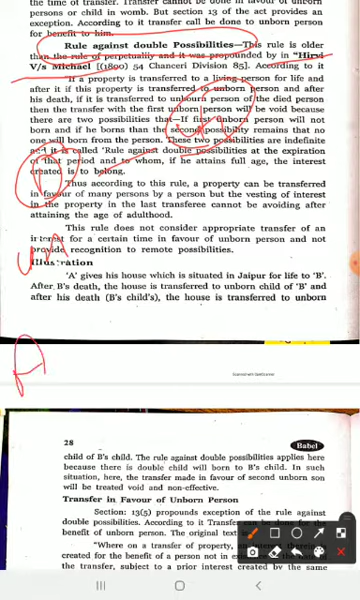 the time of transfer. Transfer cannot be done in favour of unborn
persons or child in womb. But section 13 of the act provides an
exception. According to it transfer call be done to unborn person
for benefit to him.
Rule against double Possibilities—This rule is older
than the rule of perpetuality and it was propounded in "Hirst
V/s Michael [(1890) 54 Chanceri Division 85]. According to it
If a property is transferred to a living person for life and
after it if this property is transferred to unborn person and after
his death, if it is transferred to unbourn person of the died person
then the transfer with the first unborn person will be void because
there are two possibilities that— If first unborn person will not
born and if he borns than the second possibility remains that no
one will born from the person. These two possibilities are indefinite
and it is called 'Rule against double possibilities at the expiration
of that period and to whom, if he attains full age, the interest
created is to belong.
Thus according to this rule, a property can be transferred
in favour of many persons by a person but the vesting of interest
in the property in the last transferee cannot be avoiding after
attaining the age of adulthood.
This rule does not consider appropriate transfer of an
interest for a certain time in favour of unborn person and not
provide recognition to remote possibilities.
Illustration
'A' gives his house which is situated in Jaipur for life to 'B'.
After B's death, the house is transferred to unborn child of 'B' and
after his death (B's child's), the house is transferred to unborn
28
Babel
child of B's child. The rule against double possibilities applies here
because there is double child will born to B's child. In such
situation, here, the transfer made in favour of second unborn son
will be treated void and non-effective.
Transfer in Favour of Unborn Person
Section: 13(5) propounds exception of the rule against
double possibilities. According to it Transfer can be done for the
benefit of unborn person. The original text
"Where on a transfer of property, an interest therein is
created for the benefit of a person not in the date of
the transfer, subject to a prior interest created by the same